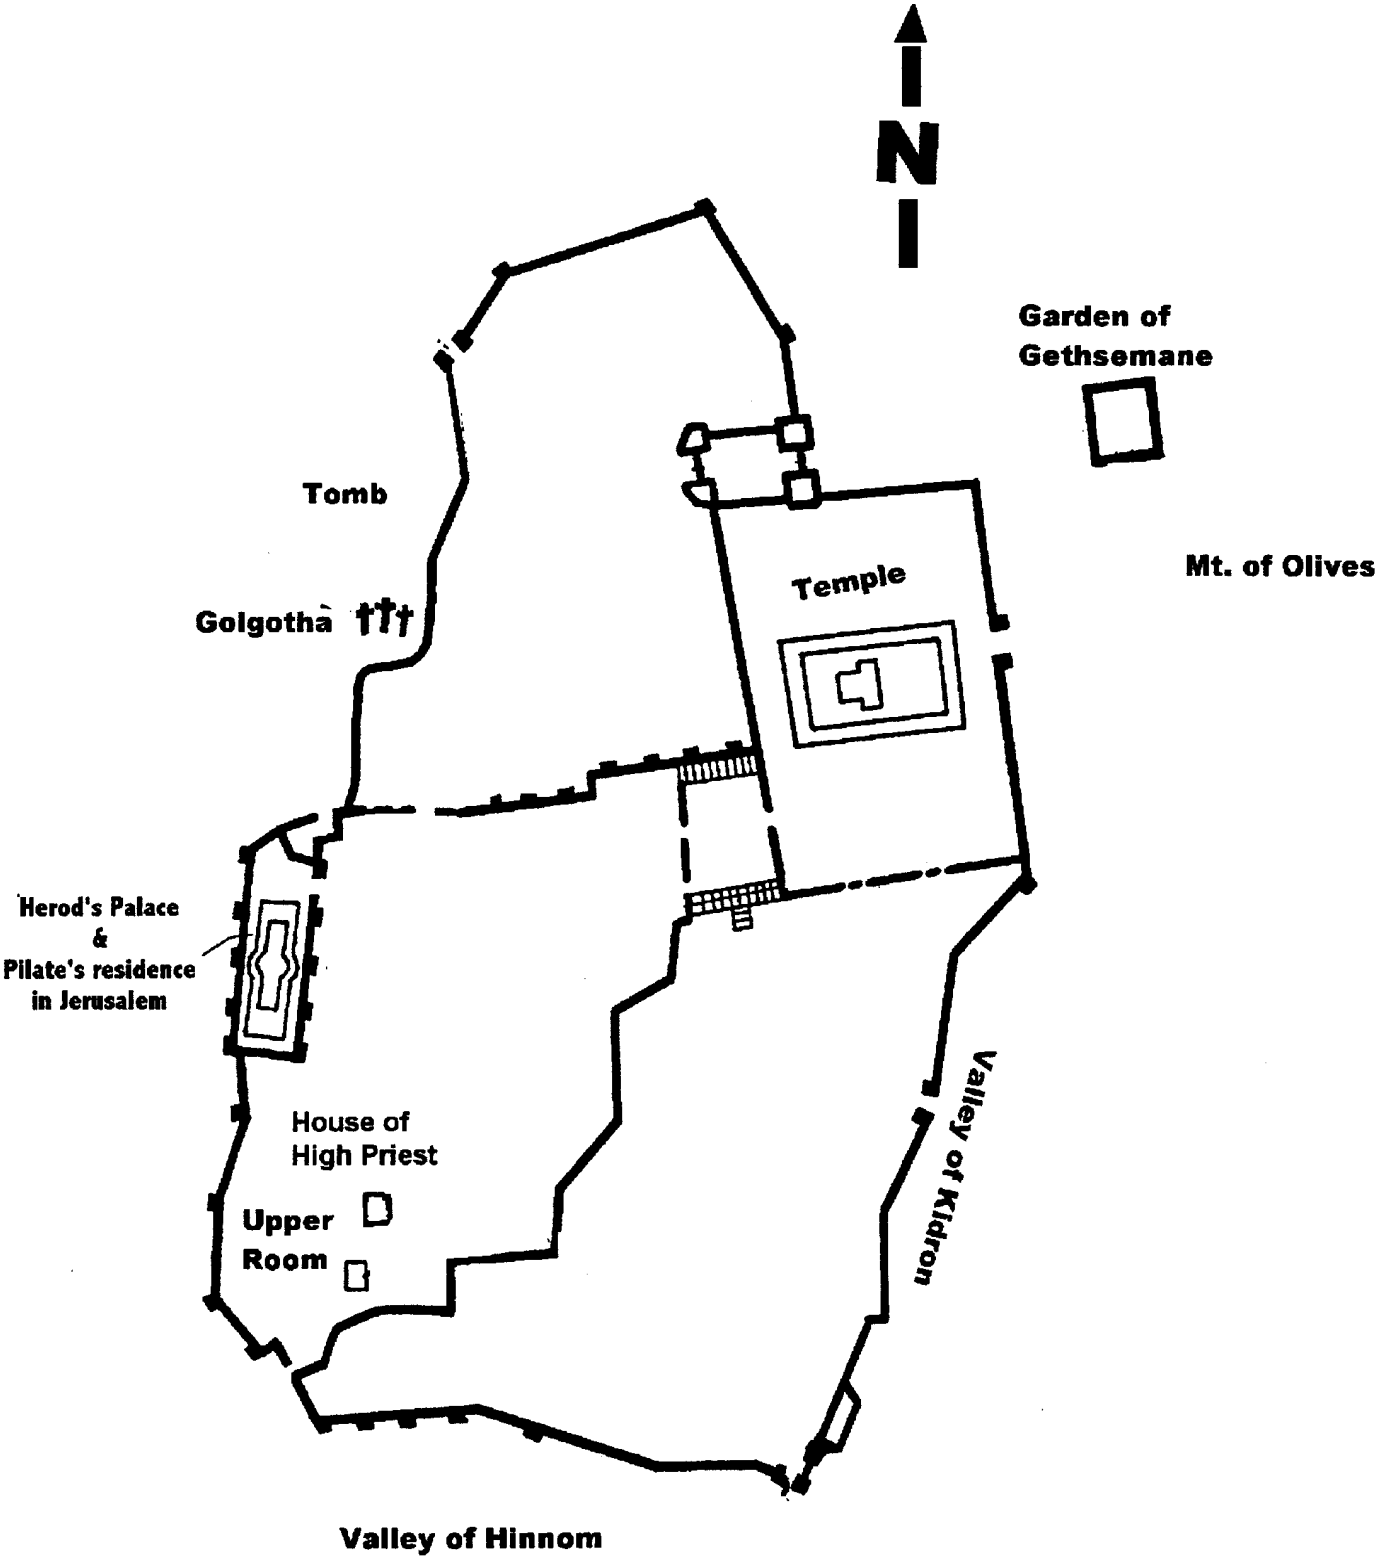 N
Garden of
Gethsemane
Tomb
Mt. of Olives
Temple
Golgotha
Herod's Palace
&
Pilate's residence
in Jerusalem
Valley of Kidron
House of
High Priest
Upper
Room
Valley of Hinnom